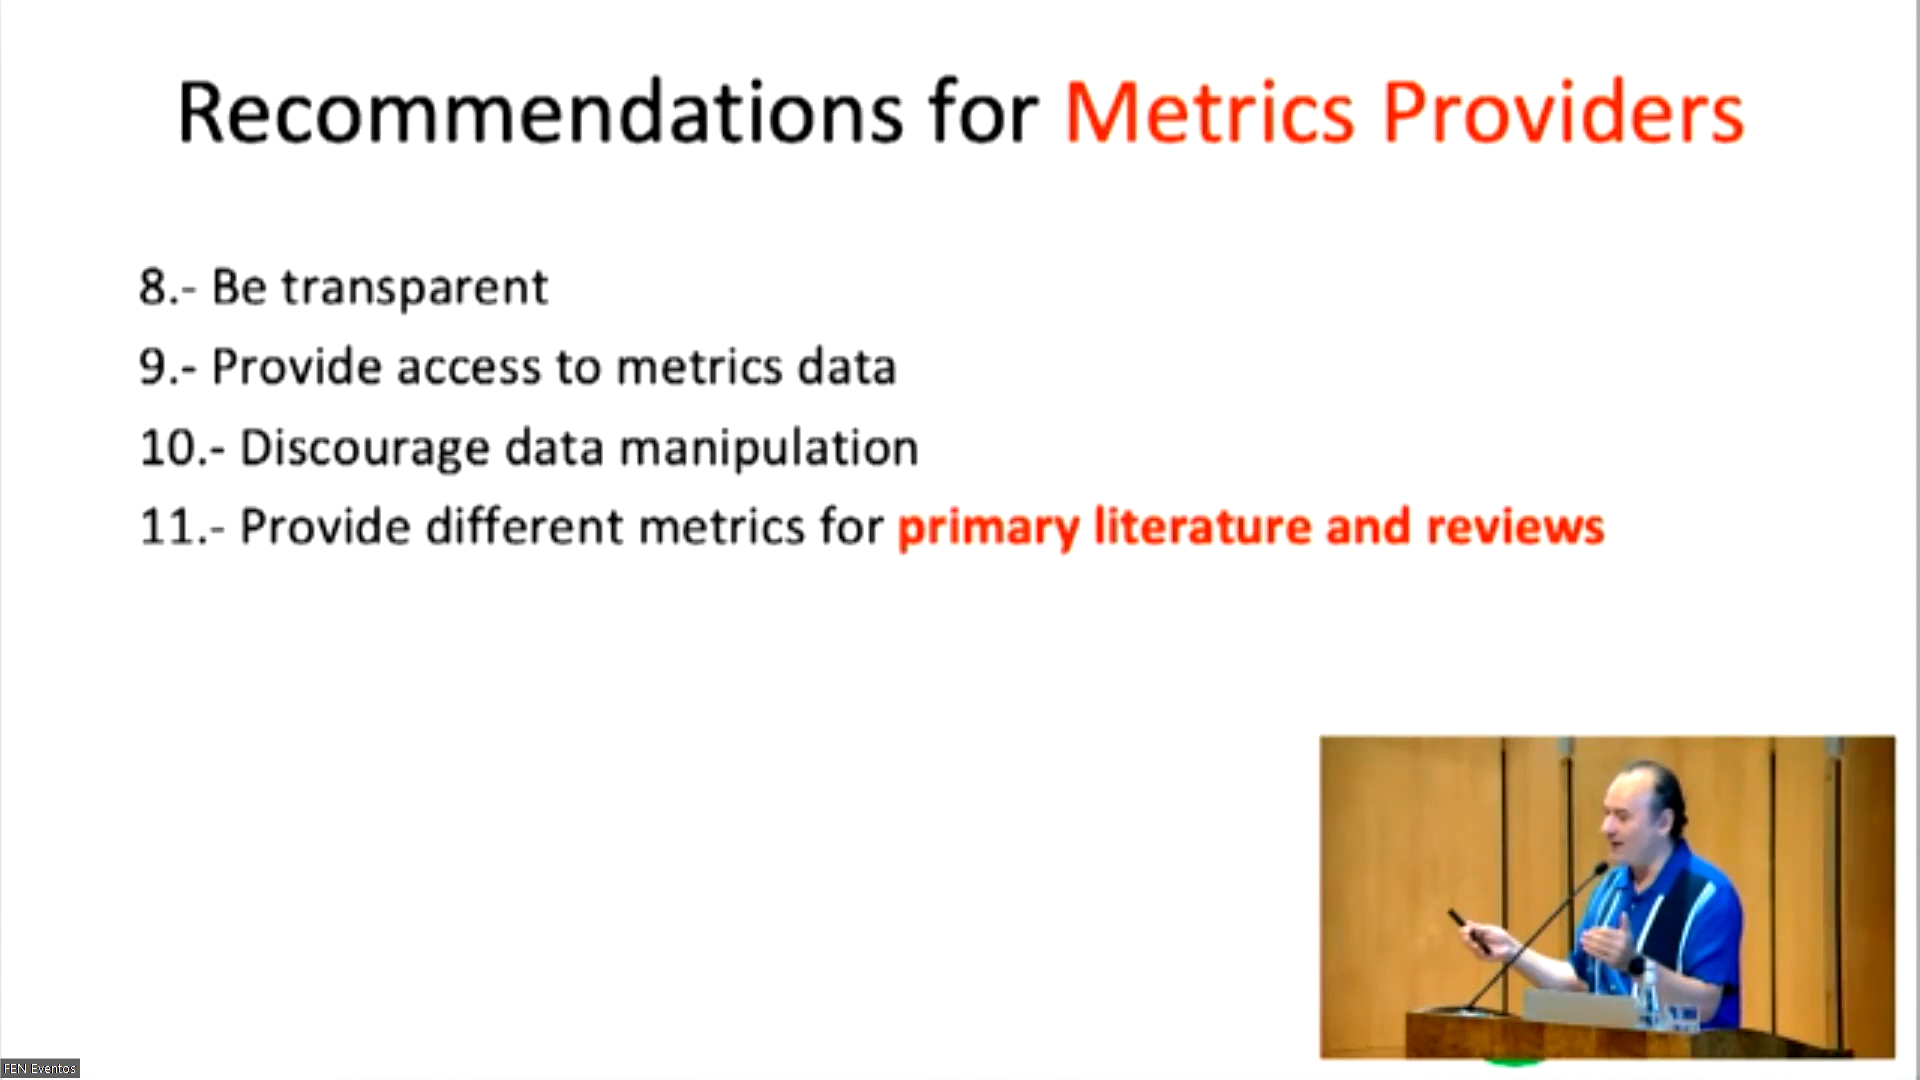 Recommendations for Metrics Providers
8.- Be transparent
9.- Provide access to metrics data
10.- Discourage data manipulation
11.- Provide different metrics for primary literature and reviews
FEN Eventos